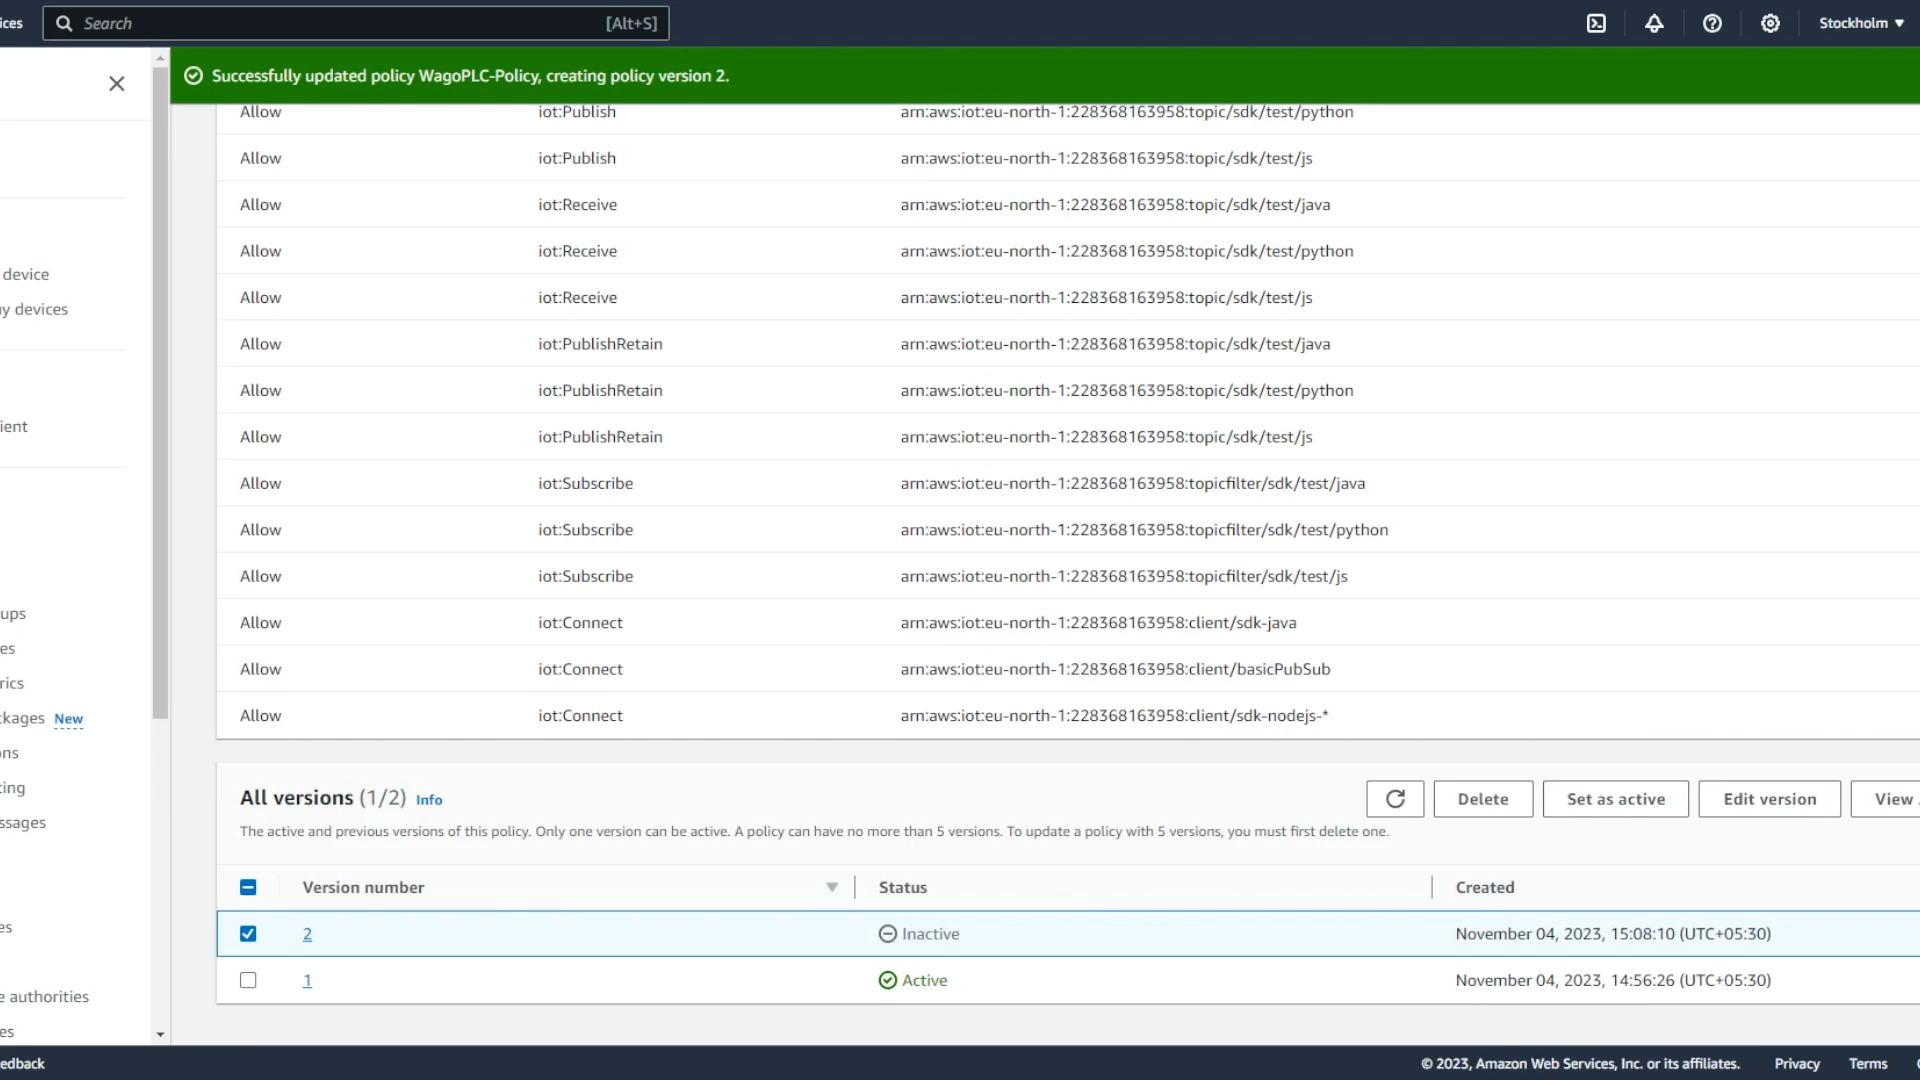 ices
Search
[Alt+S]
Stockholm
Successfully updated policy WagoPLC-Policy, creating policy version 2.
Allow iot:Publish arn:aws:iot:eu-north-1:228368163958:topic/sdk/test/python
Allow iot:Publish arn:aws:iot:eu-north-1:228368163958:topic/sdk/test/js
Allow iot:Receive arn:aws:iot:eu-north-1:228368163958:topic/sdk/test/java
Allow iot:Receive arn:aws:iot:eu-north-1:228368163958:topic/sdk/test/python
Allow iot:Receive arn:aws:iot:eu-north-1:228368163958:topic/sdk/test/js
Allow iot:PublishRetain arn:aws:iot:eu-north-1:228368163958:topic/sdk/test/java
Allow iot:PublishRetain arn:aws:iot:eu-north-1:228368163958:topic/sdk/test/python
Allow iot:PublishRetain arn:aws:iot:eu-north-1:228368163958:topic/sdk/test/js
Allow iot:Subscribe arn:aws:iot:eu-north-1:228368163958:topicfilter/sdk/test/java
Allow iot:Subscribe arn:aws:iot:eu-north-1:228368163958:topicfilter/sdk/test/python
Allow iot:Subscribe arn:aws:iot:eu-north-1:228368163958:topicfilter/sdk/test/js
Allow iot:Connect arn:aws:iot:eu-north-1:228368163958:client/sdk-java
Allow iot:Connect arn:aws:iot:eu-north-1:228368163958:client/basicPubSub
Allow iot:Connect arn:aws:iot:eu-north-1:228368163958:client/sdk-nodejs-*
device
y devices
ient
ups
es
rics
ckages New
ons
ting
ssages
es
e authorities
es
edback
All versions (1/2) Info
Delete
Set as active
Edit version
View
The active and previous versions of this policy. Only one version can be active. A policy can have no more than 5 versions. To update a policy with 5 versions, you must first delete one.
Version number Status Created
2 Inactive November 04, 2023, 15:08:10 (UTC+05:30)
1 Active November 04, 2023, 14:56:26 (UTC+05:30)
© 2023, Amazon Web Services, Inc. or its affiliates. Privacy Terms